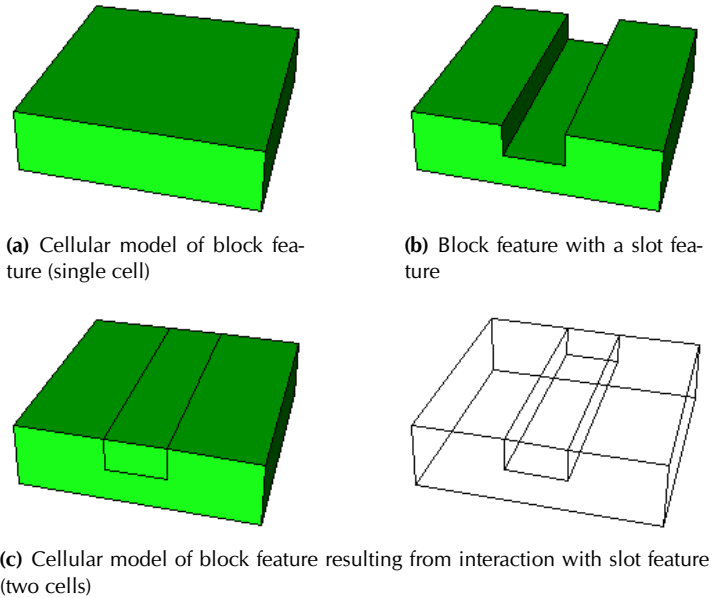 (a) Cellular model of block fea-
ture (single cell)
(b) Block feature with a slot fea-
ture
(c) Cellular model of block feature resulting from interaction with slot feature
(two cells)